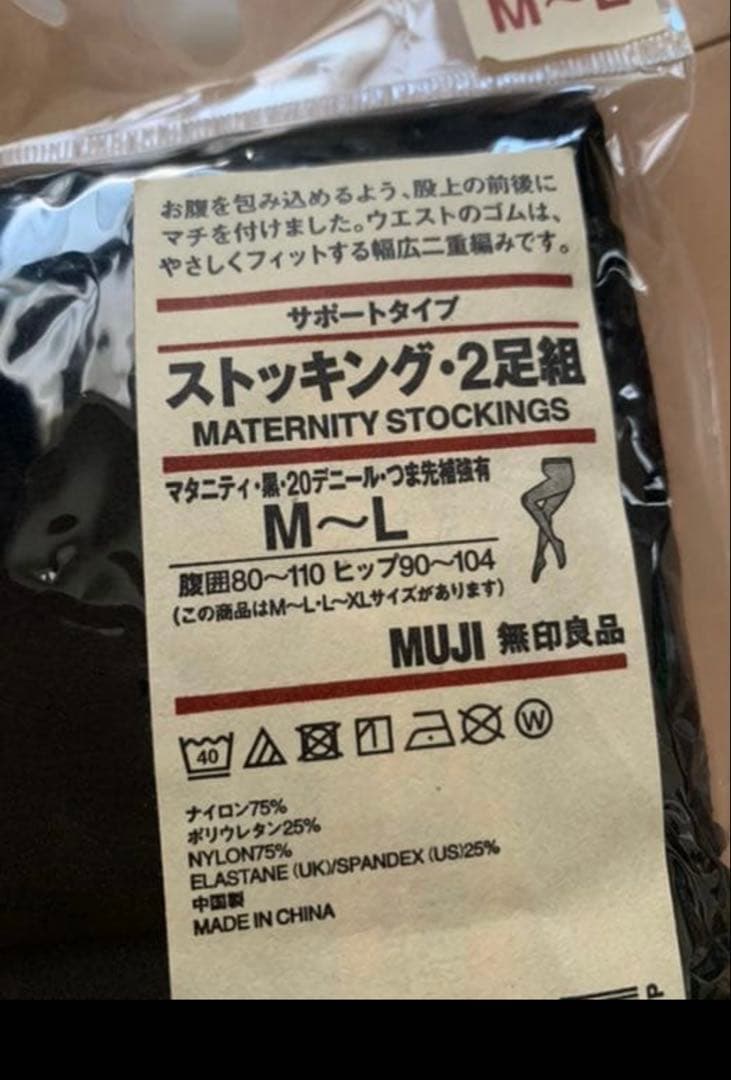 M～L
お腹を包み込めるよう、股上の前後に
マチを付けました。ウエストのゴムは、
やさしくフィットする幅広二重編みです。
サポートタイプ
ストッキング・2足組
MATERNITY STOCKINGS
マタニティ・黒・20デニール・つま先補強有
M～L
腹囲80～110 ヒップ90～104
(この商品はM～L・L～XLサイズがあります)
MUJI 無印良品
40
W
ナイロン75%
ポリウレタン25%
NYLON75%
ELASTANE (UK)/SPANDEX (US)25%
中国製
MADE IN CHINA
P